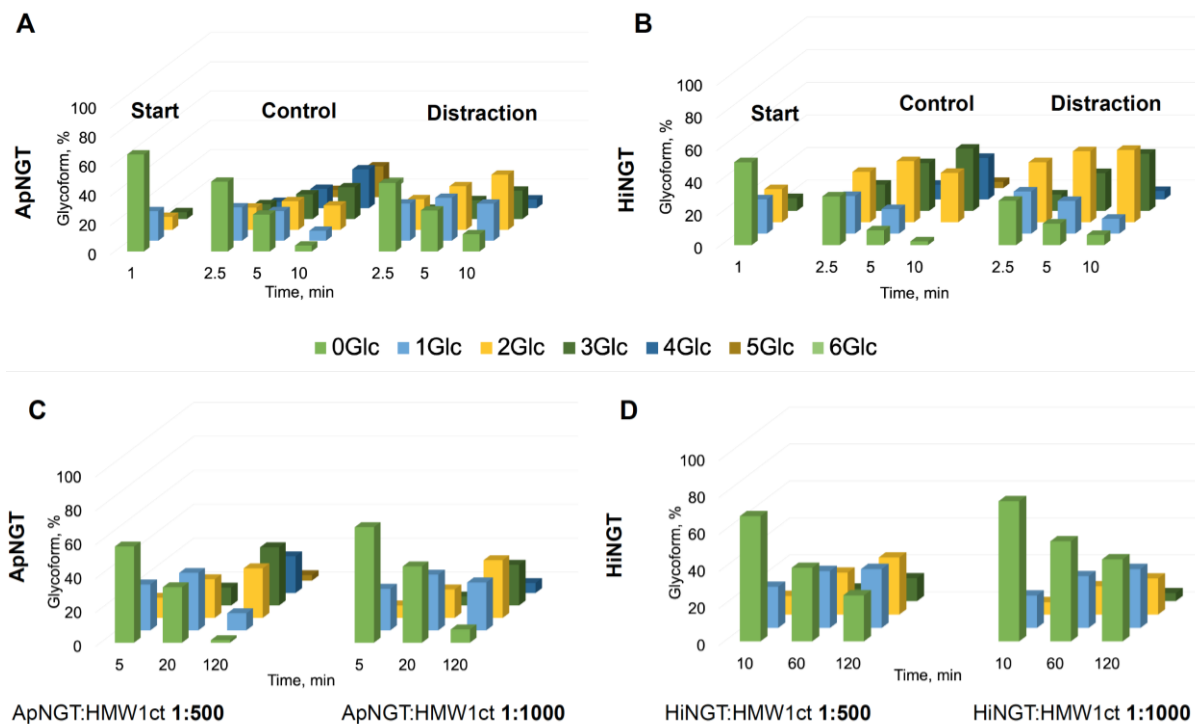 A
ApNGT
Glycoform, %
100
80
60
40
20
0
Start
Control
Distraction
1
2.5
5
10
2.5
5
10
Time, min
B
HiNGT
Glycoform, %
100
80
60
40
20
0
Start
Control
Distraction
1
2.5
5
10
2.5
5
10
Time, min
0Glc 1Glc 2Glc 3Glc 4Glc 5Glc 6Glc
C
ApNGT
Glycoform, %
100
80
60
40
20
0
5
20
120
5
20
120
Time, min
ApNGT:HMW1ct 1:500
ApNGT:HMW1ct 1:1000
D
HiNGT
Glycoform, %
100
80
60
40
20
0
10
60
120
10
60
120
Time, min
HiNGT:HMW1ct 1:500
HiNGT:HMW1ct 1:1000